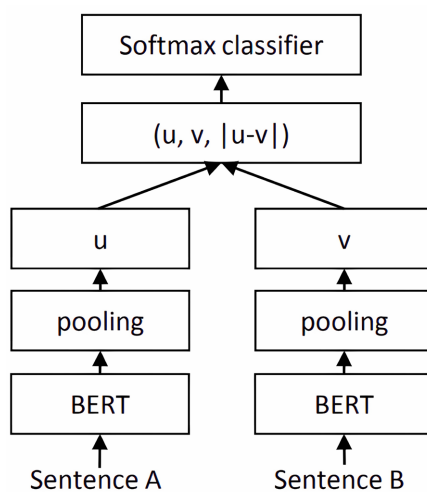 Softmax classifier
(u, v, |u-v|)
u
v
pooling
pooling
BERT
BERT
Sentence A
Sentence B